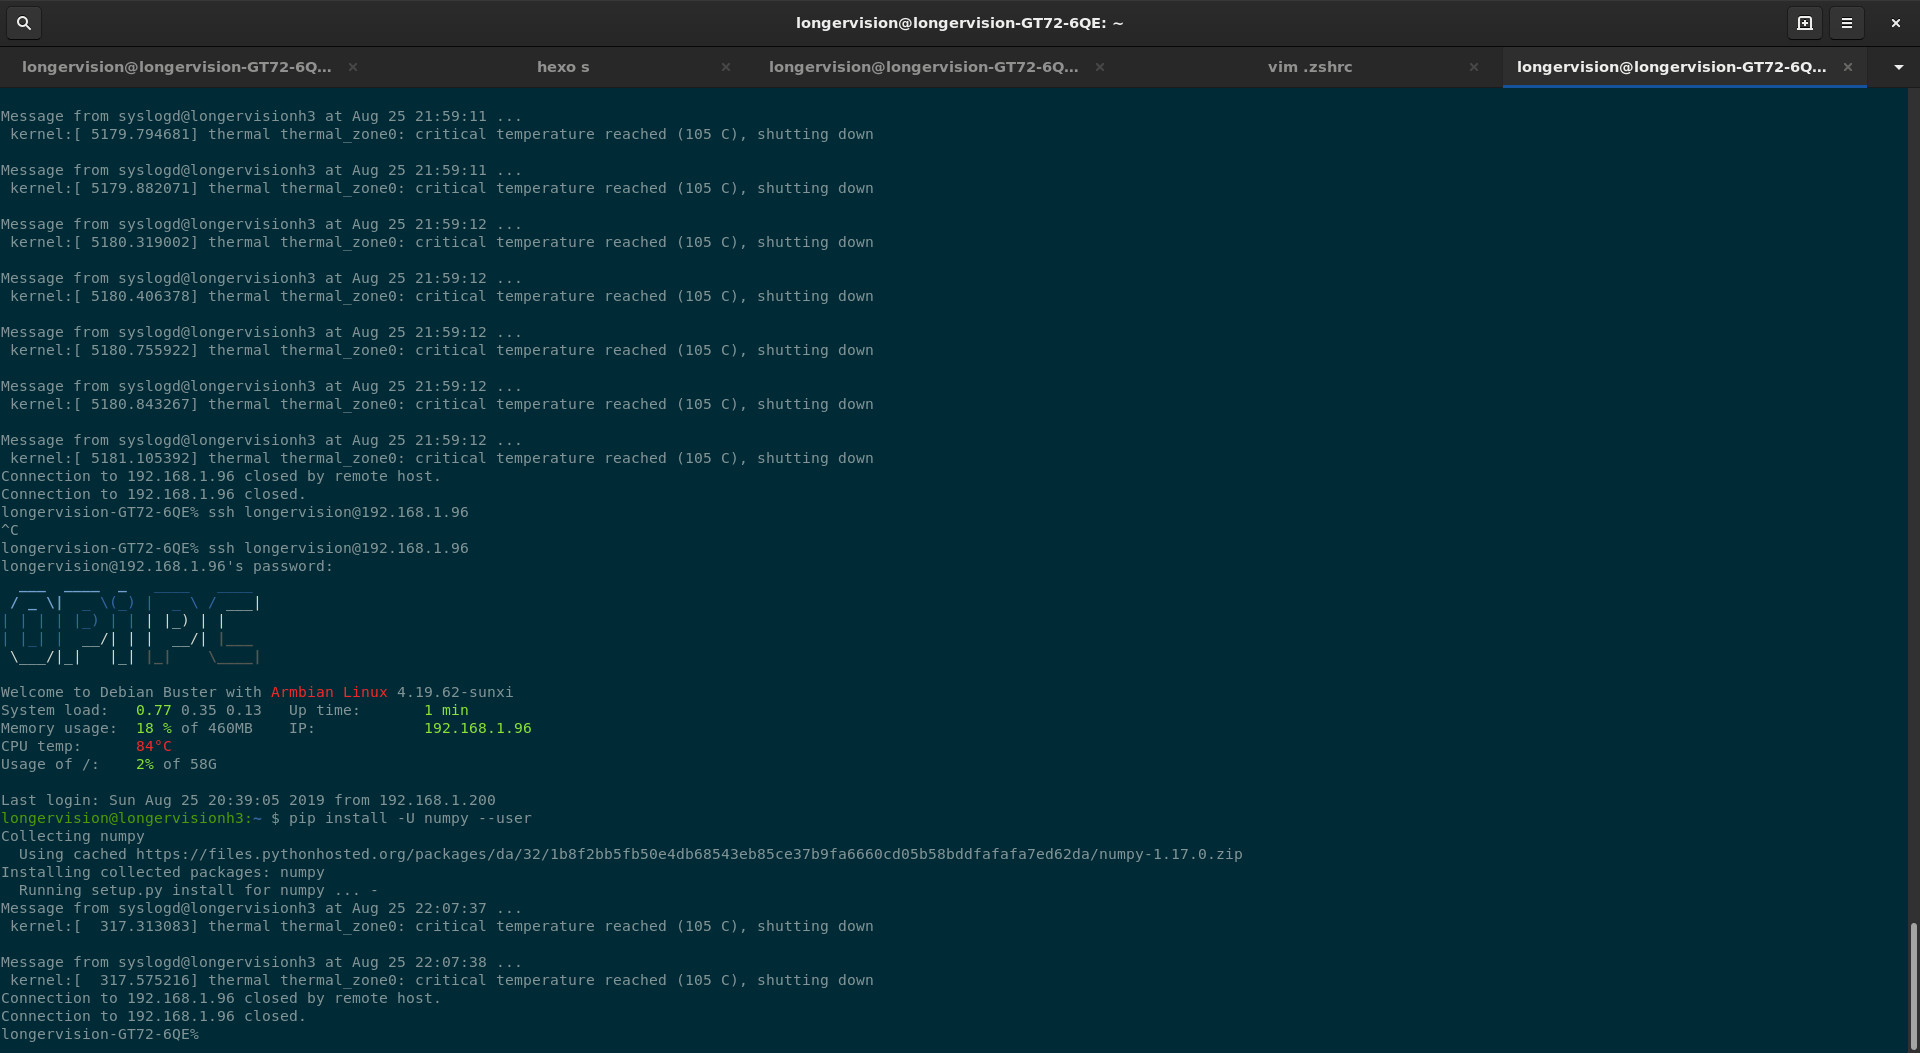 longervision@longervision-GT72-6QE: ~
longervision@longervision-GT72-6Q... × hexo s × longervision@longervision-GT72-6Q... × vim .zshrc × longervision@longervision-GT72-6Q... ×
Message from syslogd@longervisionh3 at Aug 25 21:59:11 ...
 kernel:[ 5179.794681] thermal thermal_zone0: critical temperature reached (105 C), shutting down
Message from syslogd@longervisionh3 at Aug 25 21:59:11 ...
 kernel:[ 5179.882071] thermal thermal_zone0: critical temperature reached (105 C), shutting down
Message from syslogd@longervisionh3 at Aug 25 21:59:12 ...
 kernel:[ 5180.319002] thermal thermal_zone0: critical temperature reached (105 C), shutting down
Message from syslogd@longervisionh3 at Aug 25 21:59:12 ...
 kernel:[ 5180.406378] thermal thermal_zone0: critical temperature reached (105 C), shutting down
Message from syslogd@longervisionh3 at Aug 25 21:59:12 ...
 kernel:[ 5180.755922] thermal thermal_zone0: critical temperature reached (105 C), shutting down
Message from syslogd@longervisionh3 at Aug 25 21:59:12 ...
 kernel:[ 5180.843267] thermal thermal_zone0: critical temperature reached (105 C), shutting down
Message from syslogd@longervisionh3 at Aug 25 21:59:12 ...
 kernel:[ 5181.105392] thermal thermal_zone0: critical temperature reached (105 C), shutting down
Connection to 192.168.1.96 closed by remote host.
Connection to 192.168.1.96 closed.
longervision-GT72-6QE% ssh longervision@192.168.1.96
^C
longervision-GT72-6QE% ssh longervision@192.168.1.96
longervision@192.168.1.96's password:
OPiPC
Welcome to Debian Buster with Armbian Linux 4.19.62-sunxi
System load:   0.77 0.35 0.13   Up time:       1 min
Memory usage:  18 % of 460MB    IP:            192.168.1.96
CPU temp:      84°C
Usage of /:    2% of 58G
Last login: Sun Aug 25 20:39:05 2019 from 192.168.1.200
longervision@longervisionh3:~ $ pip install -U numpy --user
Collecting numpy
  Using cached https://files.pythonhosted.org/packages/da/32/1b8f2bb5fb50e4db68543eb85ce37b9fa6660cd05b58bddfafafa7ed62da/numpy-1.17.0.zip
Installing collected packages: numpy
  Running setup.py install for numpy ... -
Message from syslogd@longervisionh3 at Aug 25 22:07:37 ...
 kernel:[  317.313083] thermal thermal_zone0: critical temperature reached (105 C), shutting down
Message from syslogd@longervisionh3 at Aug 25 22:07:38 ...
 kernel:[  317.575216] thermal thermal_zone0: critical temperature reached (105 C), shutting down
Connection to 192.168.1.96 closed by remote host.
Connection to 192.168.1.96 closed.
longervision-GT72-6QE%